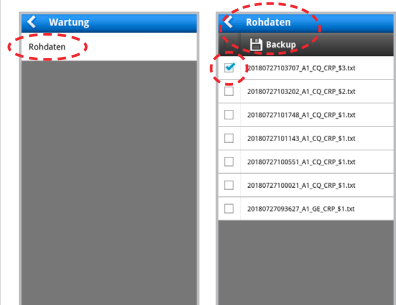 Wartung
Rohdaten
Rohdaten
Backup
20180727103707_A1_CQ_CRP_$3.txt
20180727103202_A1_CQ_CRP_$2.txt
20180727101748_A1_CQ_CRP_$1.txt
20180727101143_A1_CQ_CRP_$1.txt
20180727100551_A1_CQ_CRP_$1.txt
20180727100021_A1_CQ_CRP_$1.txt
20180727093627_A1_GE_CRP_$1.txt